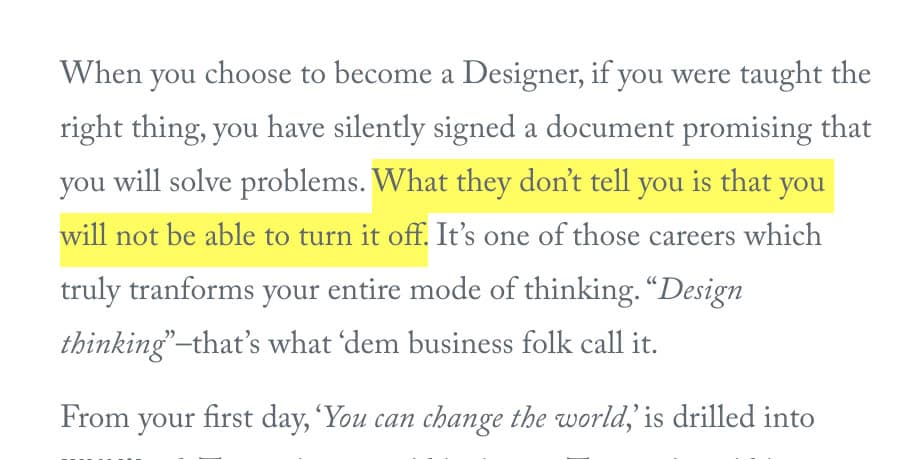 When you choose to become a Designer, if you were taught the
right thing, you have silently signed a document promising that
you will solve problems. What they don’t tell you is that you
will not be able to turn it off. It’s one of those careers which
truly tranforms your entire mode of thinking. “Design
thinking”–that’s what ‘dem business folk call it.
From your first day, ‘You can change the world,’ is drilled into